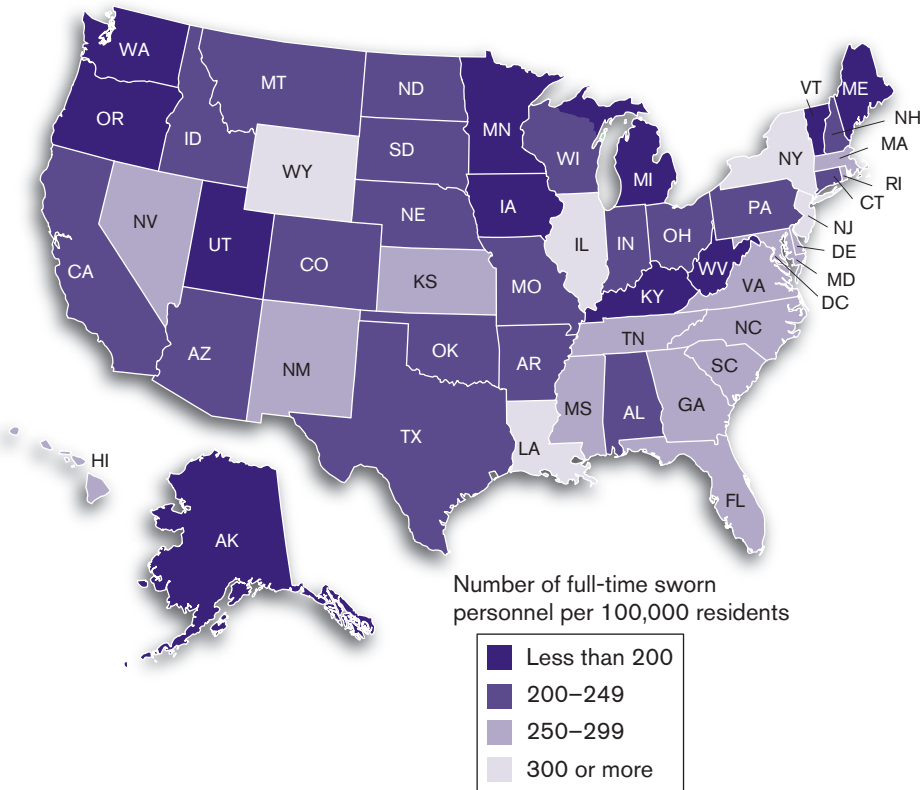 WA
MT
ND
MN
VT
ME
OR
ID
SD
WI
MI
NY
NH
MA
WY
RI
CT
NV
NE
IA
PA
NJ
UT
CO
IL
IN
OH
DE
CA
KS
MO
WV
VA
MD
DC
KY
AZ
NM
OK
AR
TN
NC
SC
TX
MS
AL
GA
LA
HI
FL
AK
Number of full-time sworn
personnel per 100,000 residents
Less than 200
200–249
250–299
300 or more